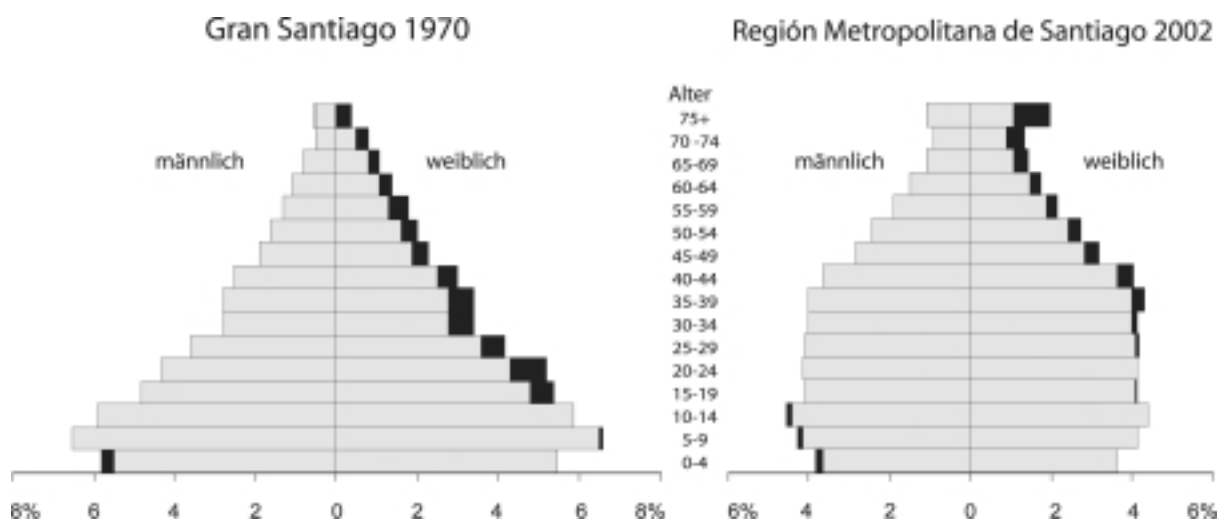 Gran Santiago 1970
Región Metropolitana de Santiago 2002
männlich
weiblich
Alter
75+
70 -74
65-69
60-64
55-59
50-54
45-49
40-44
35-39
30-34
25-29
20-24
15-19
10-14
5-9
0-4
männlich
weiblich
8% 6 4 2 0 2 4 6 8%
6% 4 2 0 2 4 6%